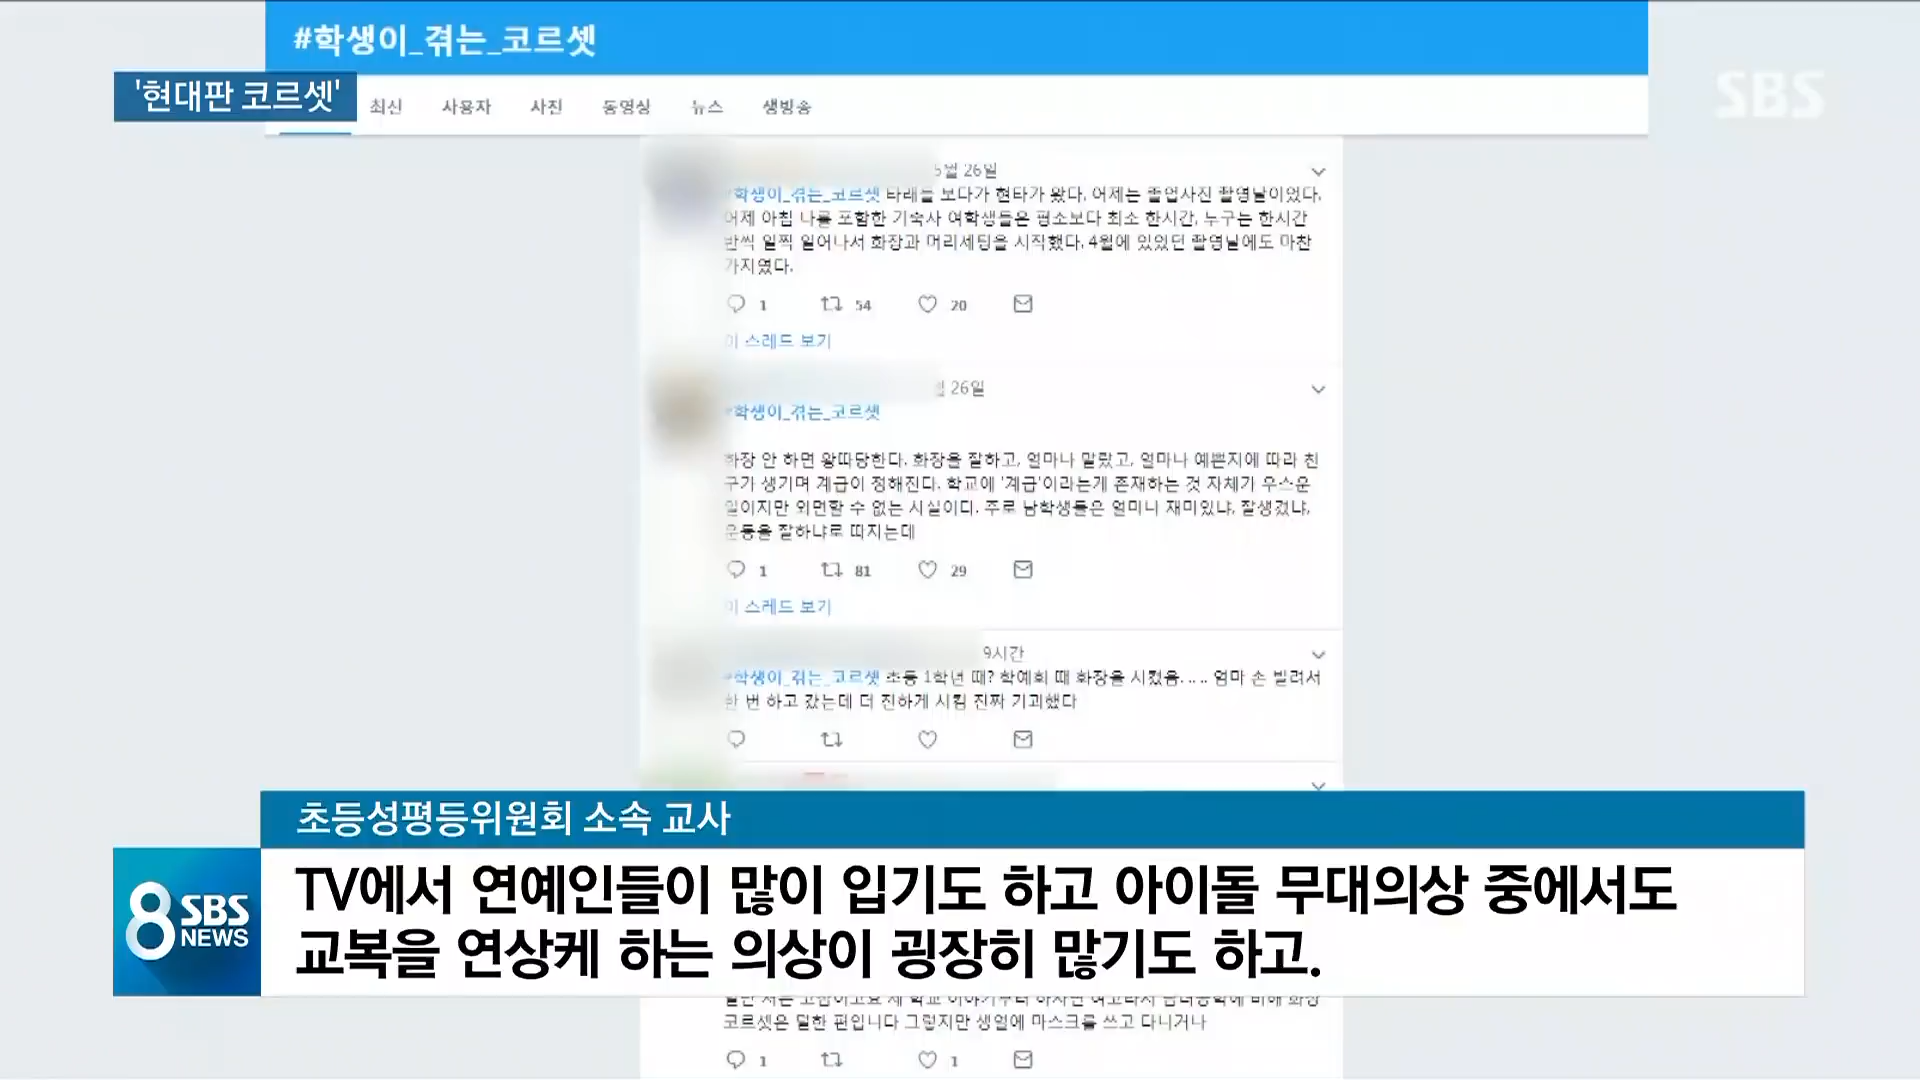 #학생이_겪는_코르셋
'현대판 코르셋'
최신 사용자 사진 동영상 뉴스 생방송
SBS
5월 26일
#학생이_겪는_코르셋 타래를 보다가 현타가 왔다. 어제는 졸업사진 촬영날이었다.
어제 아침 나를 포함한 기숙사 여학생들은 평소보다 최소 한시간, 누구는 한시간
반씩 일찍 일어나서 화장과 머리세팅을 시작했다. 4월에 있었던 촬영날에도 마찬
가지였다.
1 54 20
이 스레드 보기
26일
#학생이_겪는_코르셋
화장 안 하면 왕따당한다. 화장을 잘하고, 얼마나 말랐고, 얼마나 예쁜지에 따라 친
구가 생기며 계급이 정해진다. 학교에 '계급'이라는게 존재하는 것 자체가 우스운
일이지만 외면할 수 없는 사실이다. 주로 남학생들은 얼마나 재미있냐, 잘생겼냐,
운동을 잘하냐로 따지는데
1 81 29
이 스레드 보기
9시간
#학생이_겪는_코르셋 초등 1학년 때? 학예회 때 화장을 시켰음..... 엄마 손 빌려서
한 번 하고 갔는데 더 진하게 시킴 진짜 기괴했다
초등성평등위원회 소속 교사
TV에서 연예인들이 많이 입기도 하고 아이돌 무대의상 중에서도
교복을 연상케 하는 의상이 굉장히 많기도 하고.
8 SBS
NEWS
코르셋은 덜한 편입니다 그렇지만 생얼에 마스크를 쓰고 다니거나
1 1